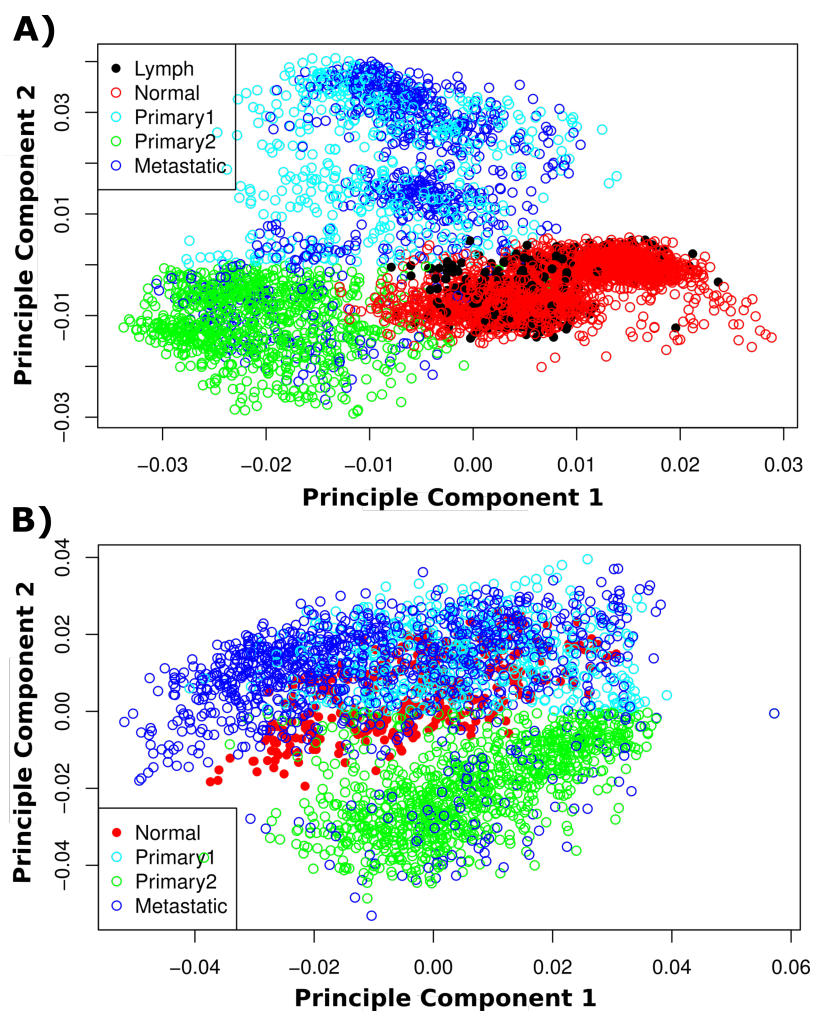 A)
Lymph
Normal
Primary1
Primary2
Metastatic
Principle Component 2
0.03
0.01
−0.01
−0.03
−0.03 −0.02 −0.01 0.00 0.01 0.02 0.03
Principle Component 1
B)
Principle Component 2
0.04
0.02
0.00
−0.02
−0.04
Normal
Primary1
Primary2
Metastatic
−0.04 −0.02 0.00 0.02 0.04 0.06
Principle Component 1